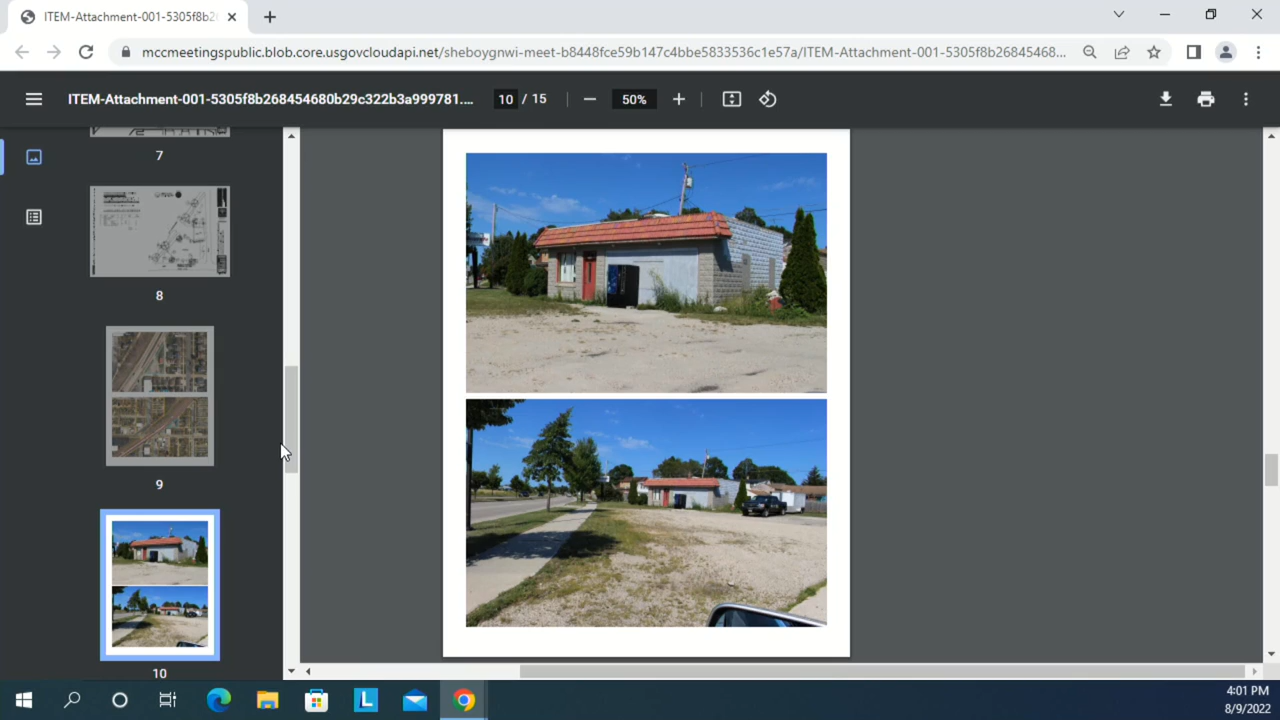 ITEM-Attachment-001-5305f8b2
mccmeetingspublic.blob.core.usgovcloudapi.net/sheboygnwi-meet-b8448fce59b147c4bbe5833536c1e57a/ITEM-Attachment-001-5305f8b26845468...
ITEM-Attachment-001-5305f8b268454680b29c322b3a999781....
10 / 15
50%
7
8
9
10
4:01 PM
8/9/2022